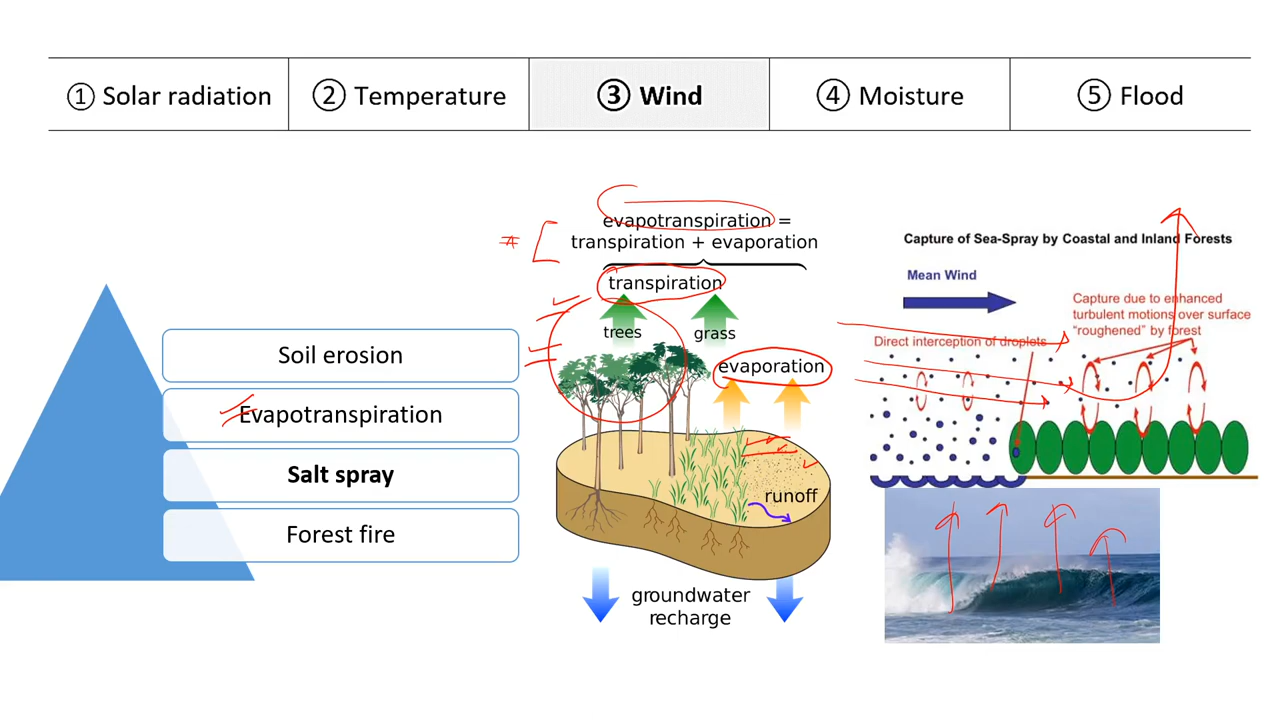 ① Solar radiation
② Temperature
③ Wind
④ Moisture
⑤ Flood
Soil erosion
Evapotranspiration
Salt spray
Forest fire
evapotranspiration =
transpiration + evaporation
transpiration
trees
grass
evaporation
runoff
groundwater
recharge
Capture of Sea-Spray by Coastal and Inland Forests
Mean Wind
Capture due to enhanced
turbulent motions over surface
"roughened" by forest
Direct interception of droplets